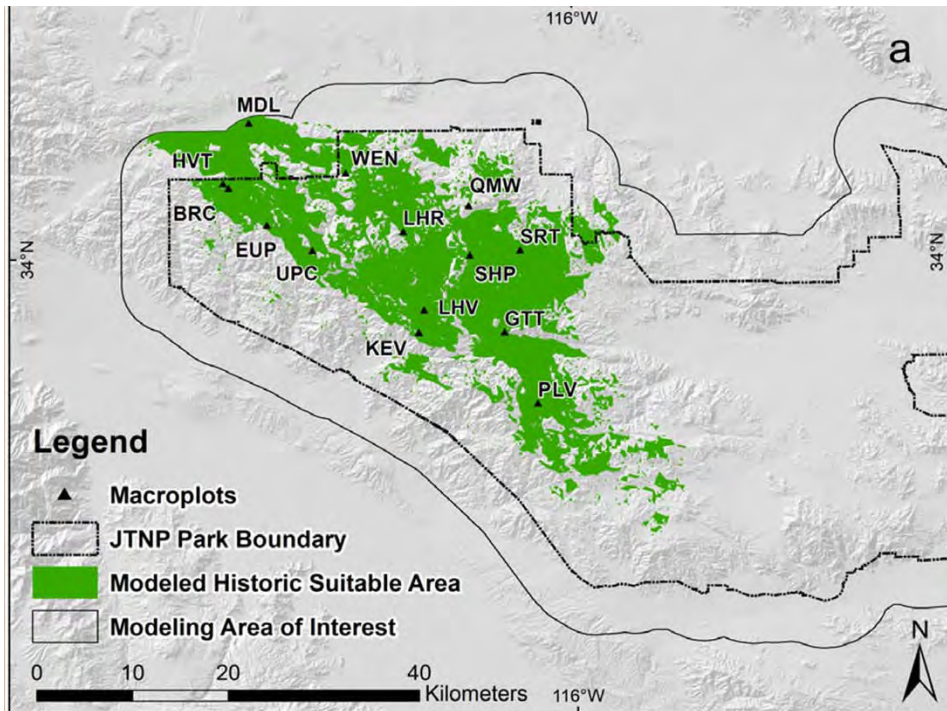 116°W
a
MDL
HVT
WEN
QMW
BRC
LHR
EUP
SRT
34°N
34°N
UPC
SHP
LHV
GTT
KEV
PLV
Legend
Macroplots
JTNP Park Boundary
Modeled Historic Suitable Area
Modeling Area of Interest
N
0 10 20 40
Kilometers
116°W